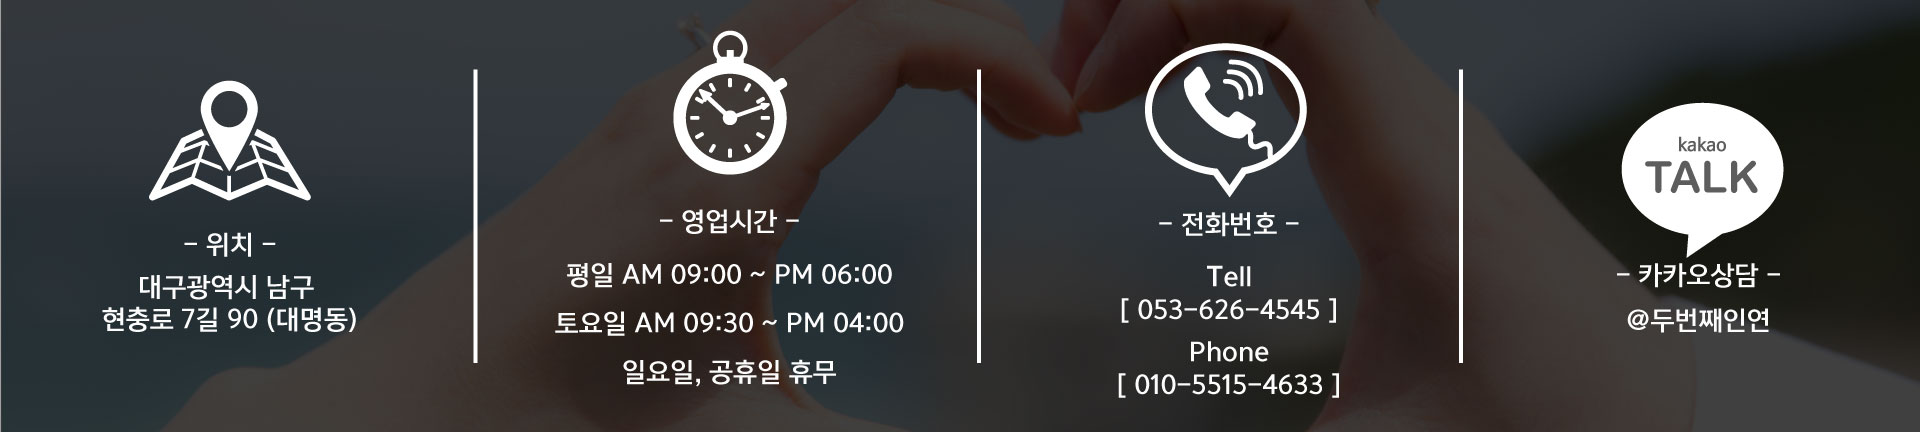 - 위치 -
대구광역시 남구
현충로 7길 90 (대명동)
- 영업시간 -
평일 AM 09:00 ~ PM 06:00
토요일 AM 09:30 ~ PM 04:00
일요일, 공휴일 휴무
- 전화번호 -
Tell
[ 053-626-4545 ]
Phone
[ 010-5515-4633 ]
kakao
TALK
- 카카오상담 -
@두번째인연